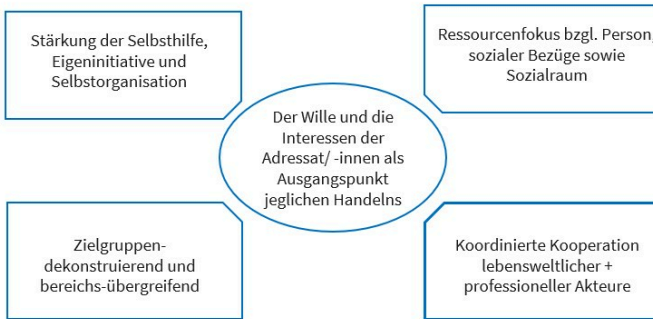 Stärkung der Selbsthilfe,
Eigeninitiative und
Selbstorganisation
Ressourcenfokus bzgl. Person,
sozialer Bezüge sowie
Sozialraum
Der Wille und die
Interessen der
Adressat/ -innen als
Ausgangspunkt
jeglichen Handelns
Zielgruppen-
dekonstruierend und
bereichs-übergreifend
Koordinierte Kooperation
lebensweltlicher +
professioneller Akteure